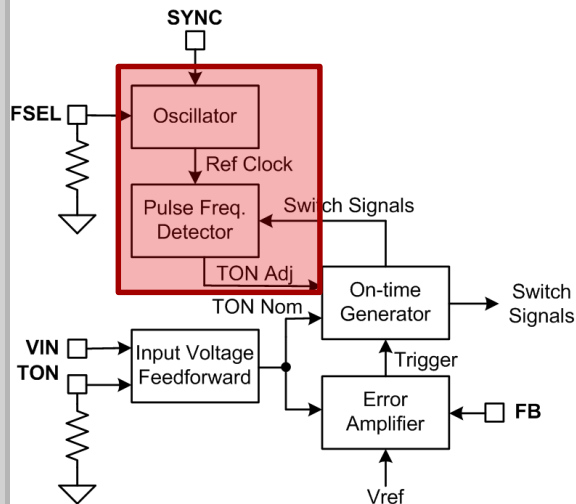 SYNC
FSEL
Oscillator
Ref Clock
Pulse Freq.
Detector
Switch Signals
TON Adj
TON Nom
On-time
Generator
Switch
Signals
VIN
TON
Input Voltage
Feedforward
Trigger
Error
Amplifier
FB
Vref